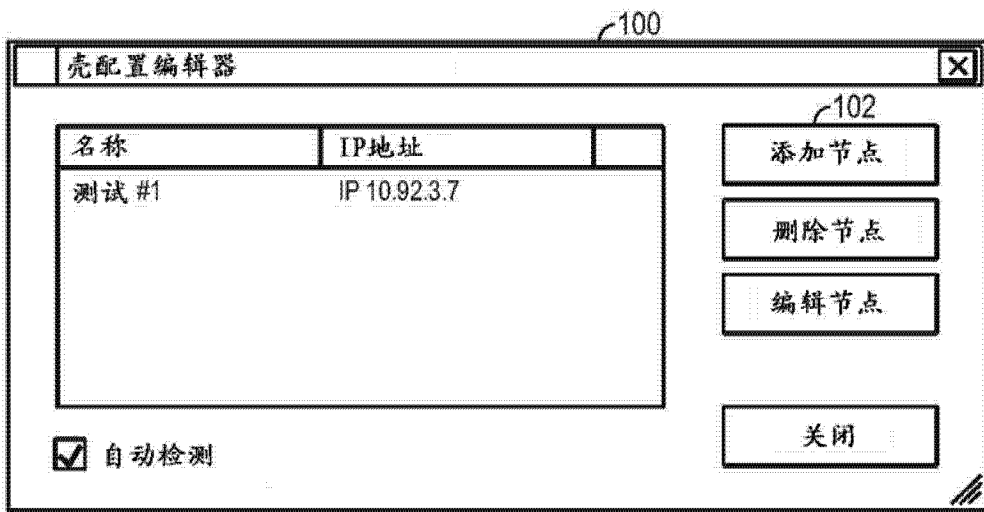 100
壳配置编辑器
102
名称 IP地址
测试 #1 IP 10.92.3.7
添加节点
删除节点
编辑节点
自动检测
关闭